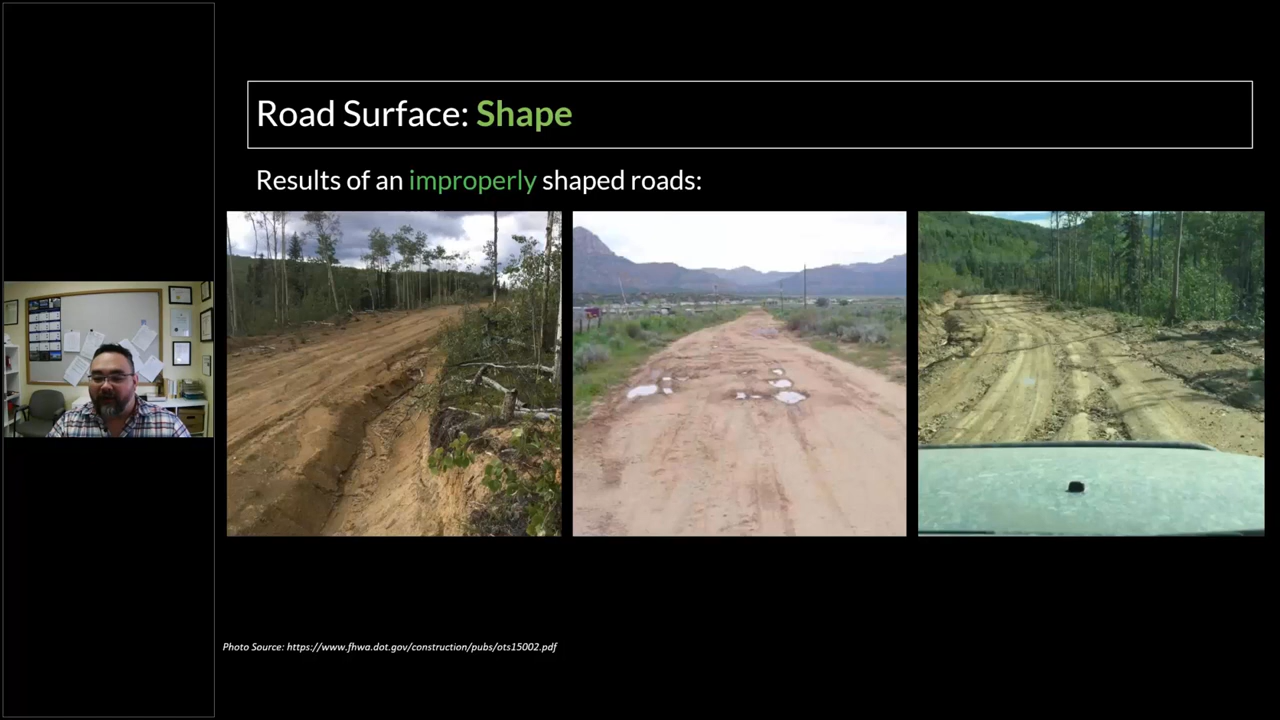 Road Surface: Shape
Results of an improperly shaped roads:
Photo Source: https://www.fhwa.dot.gov/construction/pubs/ots15002.pdf